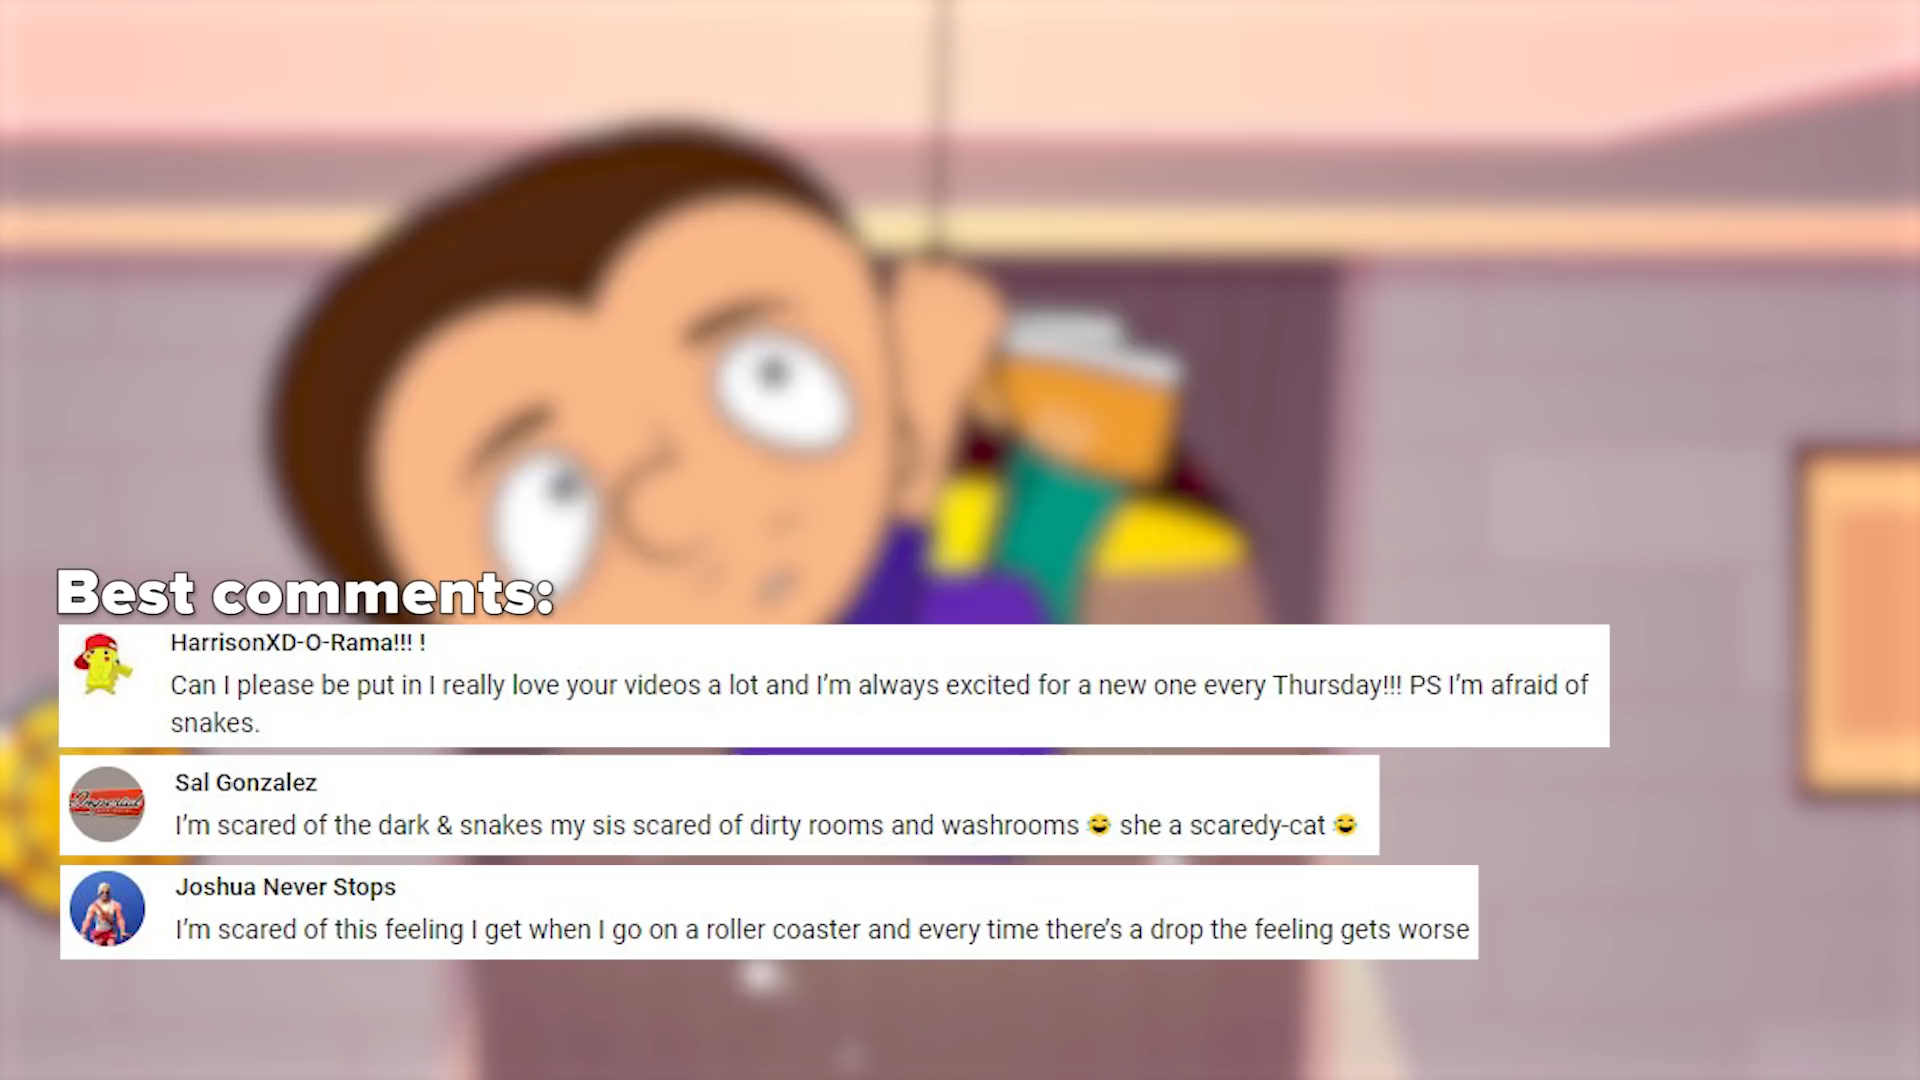 Best comments:
HarrisonXD-O-Rama!!! !
Can I please be put in I really love your videos a lot and I'm always excited for a new one every Thursday!!! PS I'm afraid of
snakes.
Sal Gonzalez
Imperial
I'm scared of the dark & snakes my sis scared of dirty rooms and washrooms 😂 she a scaredy-cat 😂
Joshua Never Stops
I'm scared of this feeling I get when I go on a roller coaster and every time there's a drop the feeling gets worse